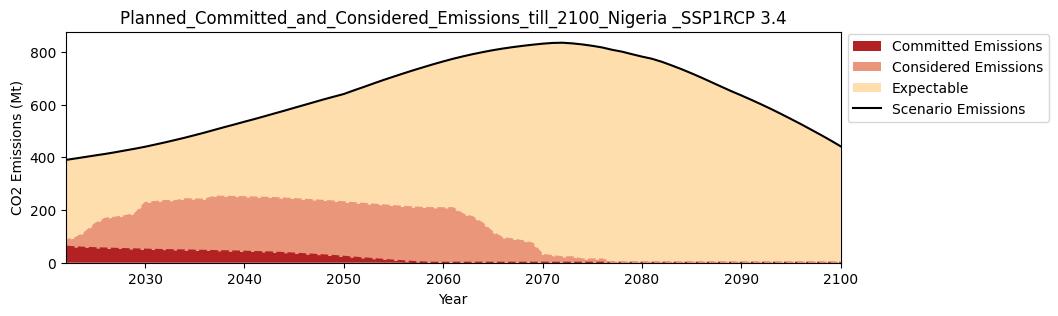 Planned_Committed_and_Considered_Emissions_till_2100_Nigeria _SSP1RCP 3.4
CO2 Emissions (Mt)
800
600
400
200
0
2030 2040 2050 2060 2070 2080 2090 2100
Year
Committed Emissions
Considered Emissions
Expectable
Scenario Emissions